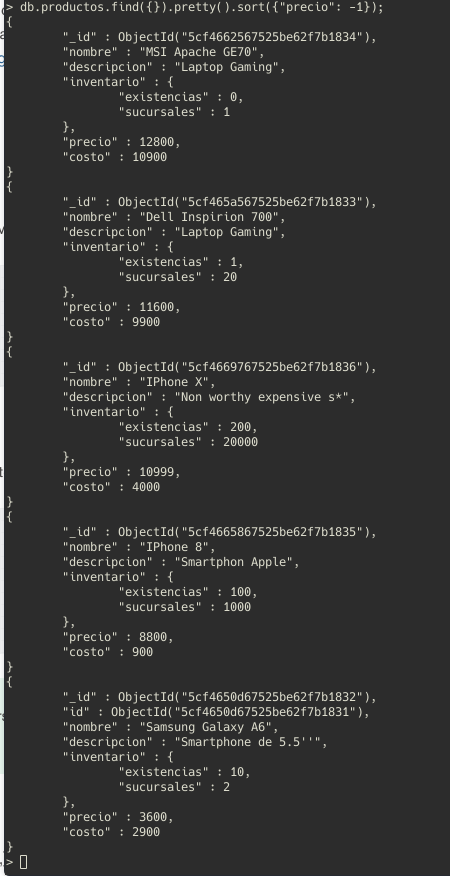 > db.productos.find({}).pretty().sort({"precio": -1});
{
"_id" : ObjectId("5cf4662567525be62f7b1834"),
"nombre" : "MSI Apache GE70",
"descripcion" : "Laptop Gaming",
"inventario" : {
"existencias" : 0,
"sucursales" : 1
},
"precio" : 12800,
"costo" : 10900
}
{
"_id" : ObjectId("5cf465a567525be62f7b1833"),
"nombre" : "Dell Inspirion 700",
"descripcion" : "Laptop Gaming",
"inventario" : {
"existencias" : 1,
"sucursales" : 20
},
"precio" : 11600,
"costo" : 9900
}
{
"_id" : ObjectId("5cf4669767525be62f7b1836"),
"nombre" : "IPhone X",
"descripcion" : "Non worthy expensive s*",
"inventario" : {
"existencias" : 200,
"sucursales" : 20000
},
"precio" : 10999,
"costo" : 4000
}
{
"_id" : ObjectId("5cf4665867525be62f7b1835"),
"nombre" : "IPhone 8",
"descripcion" : "Smartphon Apple",
"inventario" : {
"existencias" : 100,
"sucursales" : 1000
},
"precio" : 8800,
"costo" : 900
}
{
"_id" : ObjectId("5cf4650d67525be62f7b1832"),
"id" : ObjectId("5cf4650d67525be62f7b1831"),
"nombre" : "Samsung Galaxy A6",
"descripcion" : "Smartphone de 5.5''",
"inventario" : {
"existencias" : 10,
"sucursales" : 2
},
"precio" : 3600,
"costo" : 2900
}
>